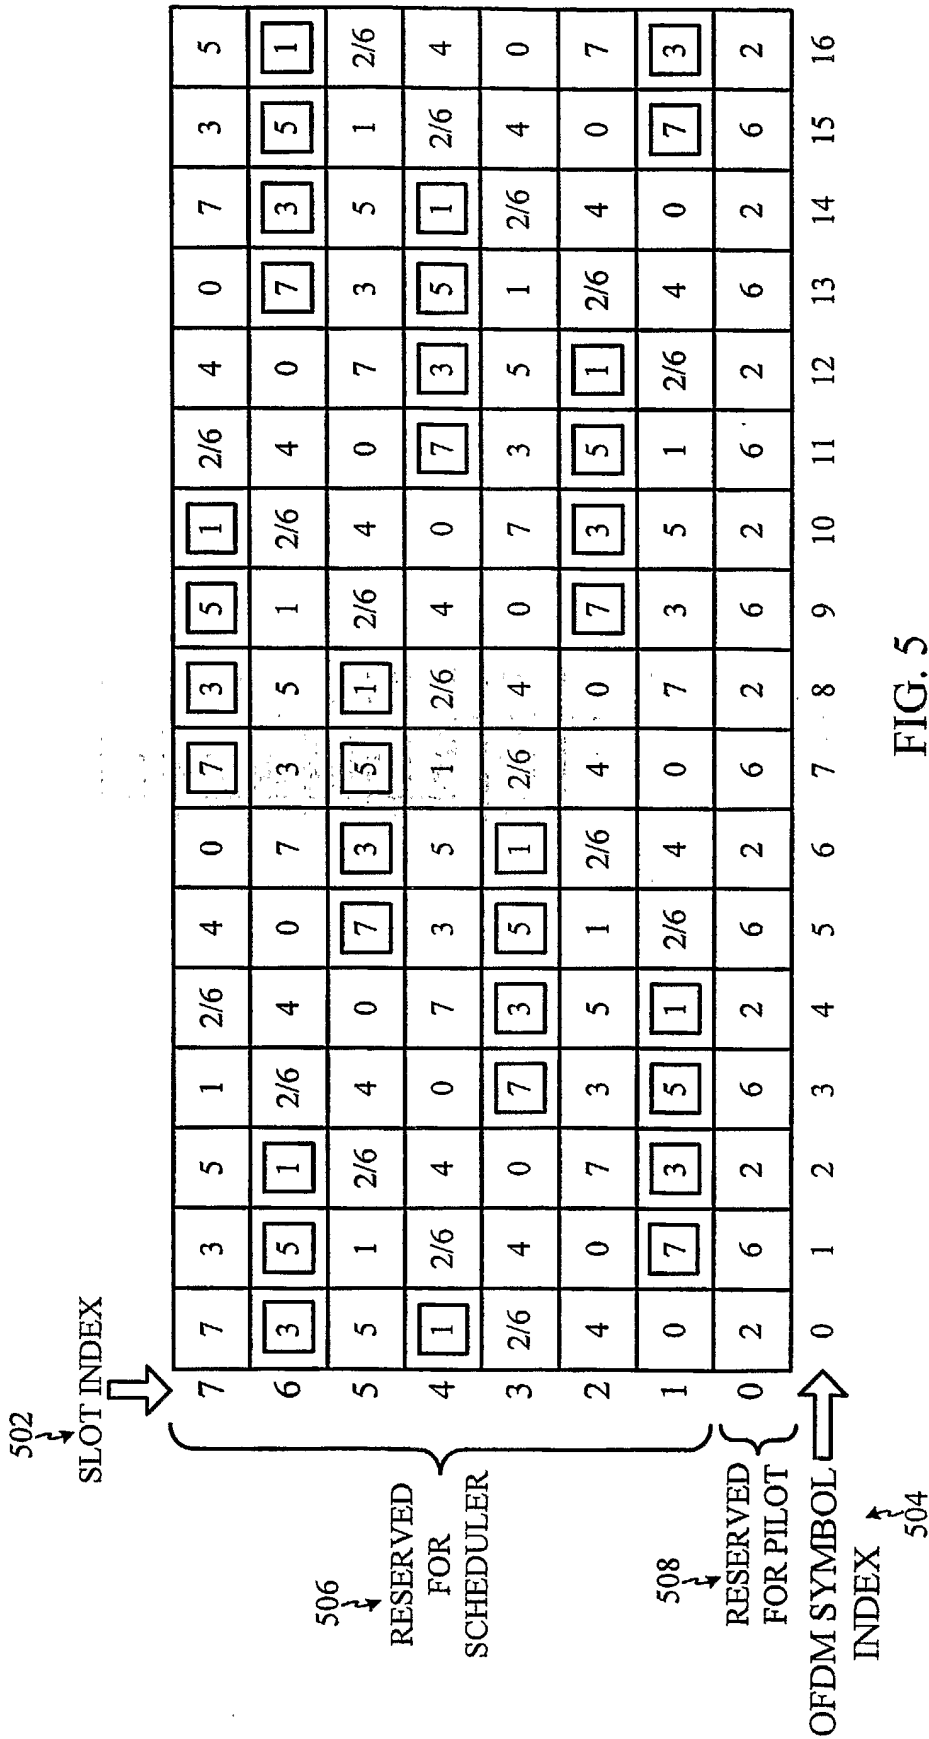 502
SLOT INDEX
7 7 3 5 1 2/6 4 0 7 3 5 1 2/6 4 0 7 3 5
6 3 5 1 2/6 4 0 7 3 5 1 2/6 4 0 7 3 5 1
5 5 1 2/6 4 0 7 3 5 1 2/6 4 0 7 3 5 1 2/6
4 1 2/6 4 0 7 3 5 1 2/6 4 0 7 3 5 1 2/6 4
3 2/6 4 0 7 3 5 1 2/6 4 0 7 3 5 1 2/6 4 0
2 4 0 7 3 5 1 2/6 4 0 7 3 5 1 2/6 4 0 7
1 0 7 3 5 1 2/6 4 0 7 3 5 1 2/6 4 0 7 3
0 2 6 2 6 2 6 2 6 2 6 2 6 2 6 2 6 2
0 1 2 3 4 5 6 7 8 9 10 11 12 13 14 15 16
506
RESERVED
FOR
SCHEDULER
508
RESERVED
FOR PILOT
OFDM SYMBOL
INDEX
504
FIG. 5